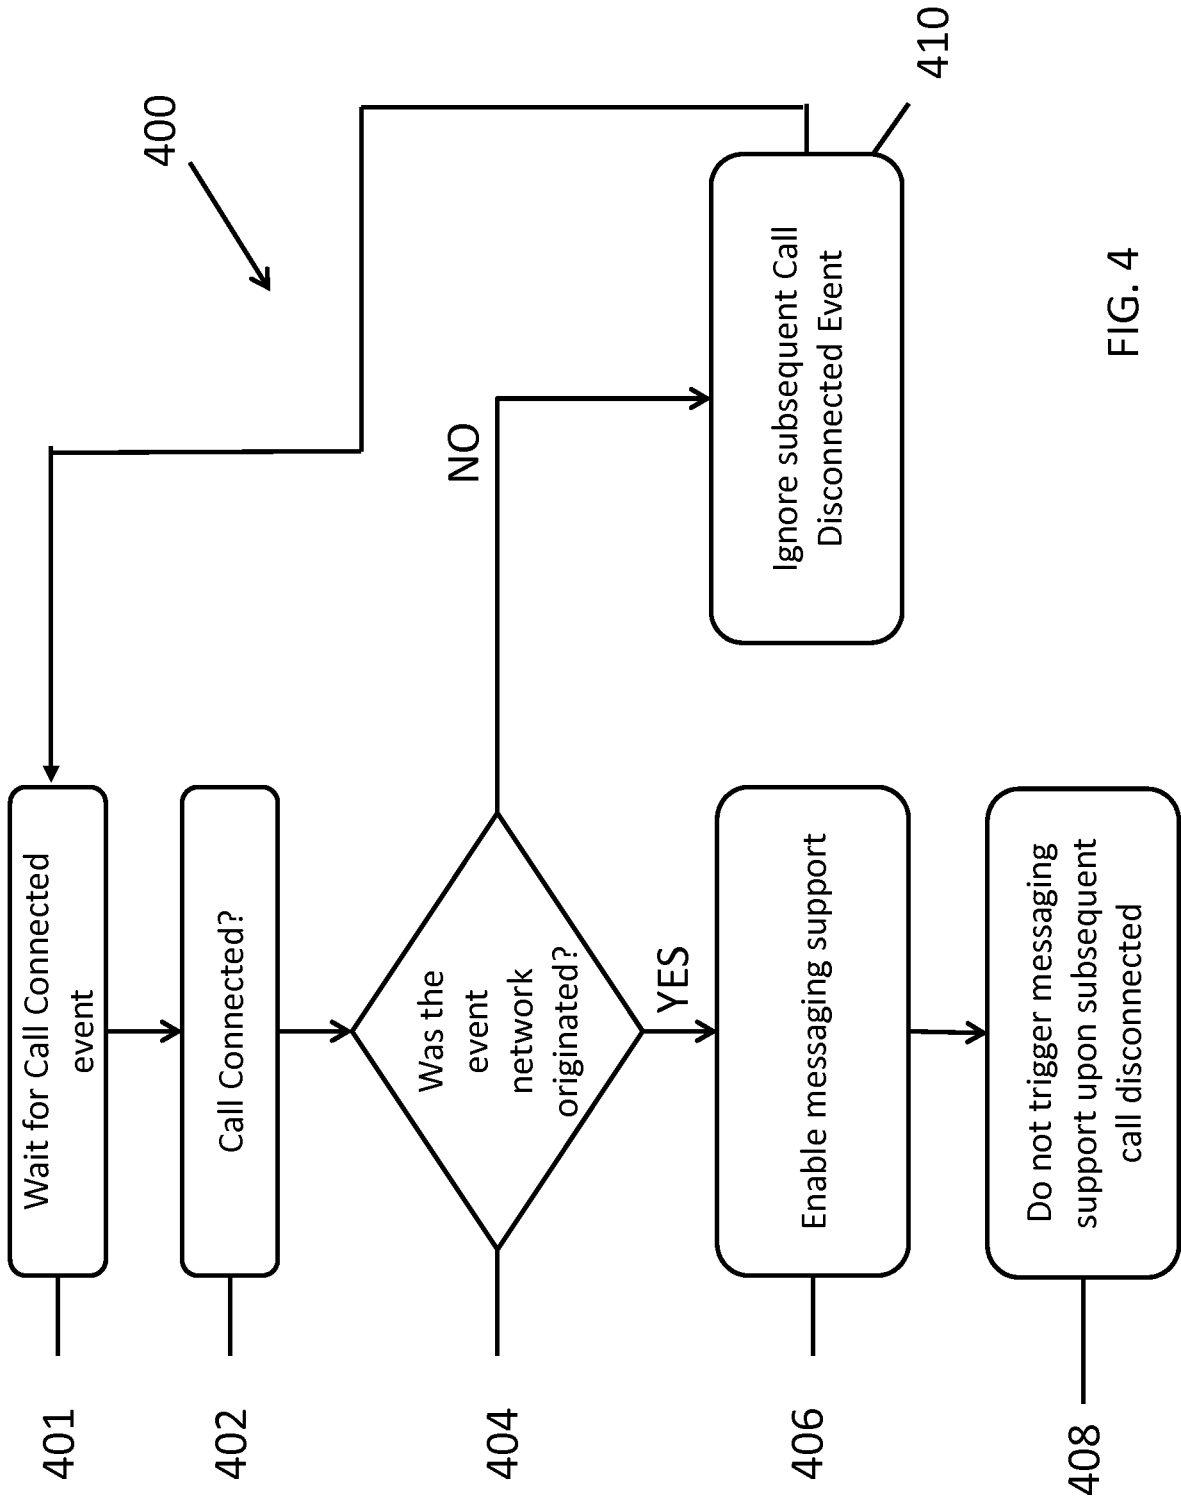 400
401
Wait for Call Connected
event
402
Call Connected?
404
Was the
event
network
originated?
NO
YES
406
Enable messaging support
410
Ignore subsequent Call
Disconnected Event
408
Do not trigger messaging
support upon subsequent
call disconnected
FIG. 4